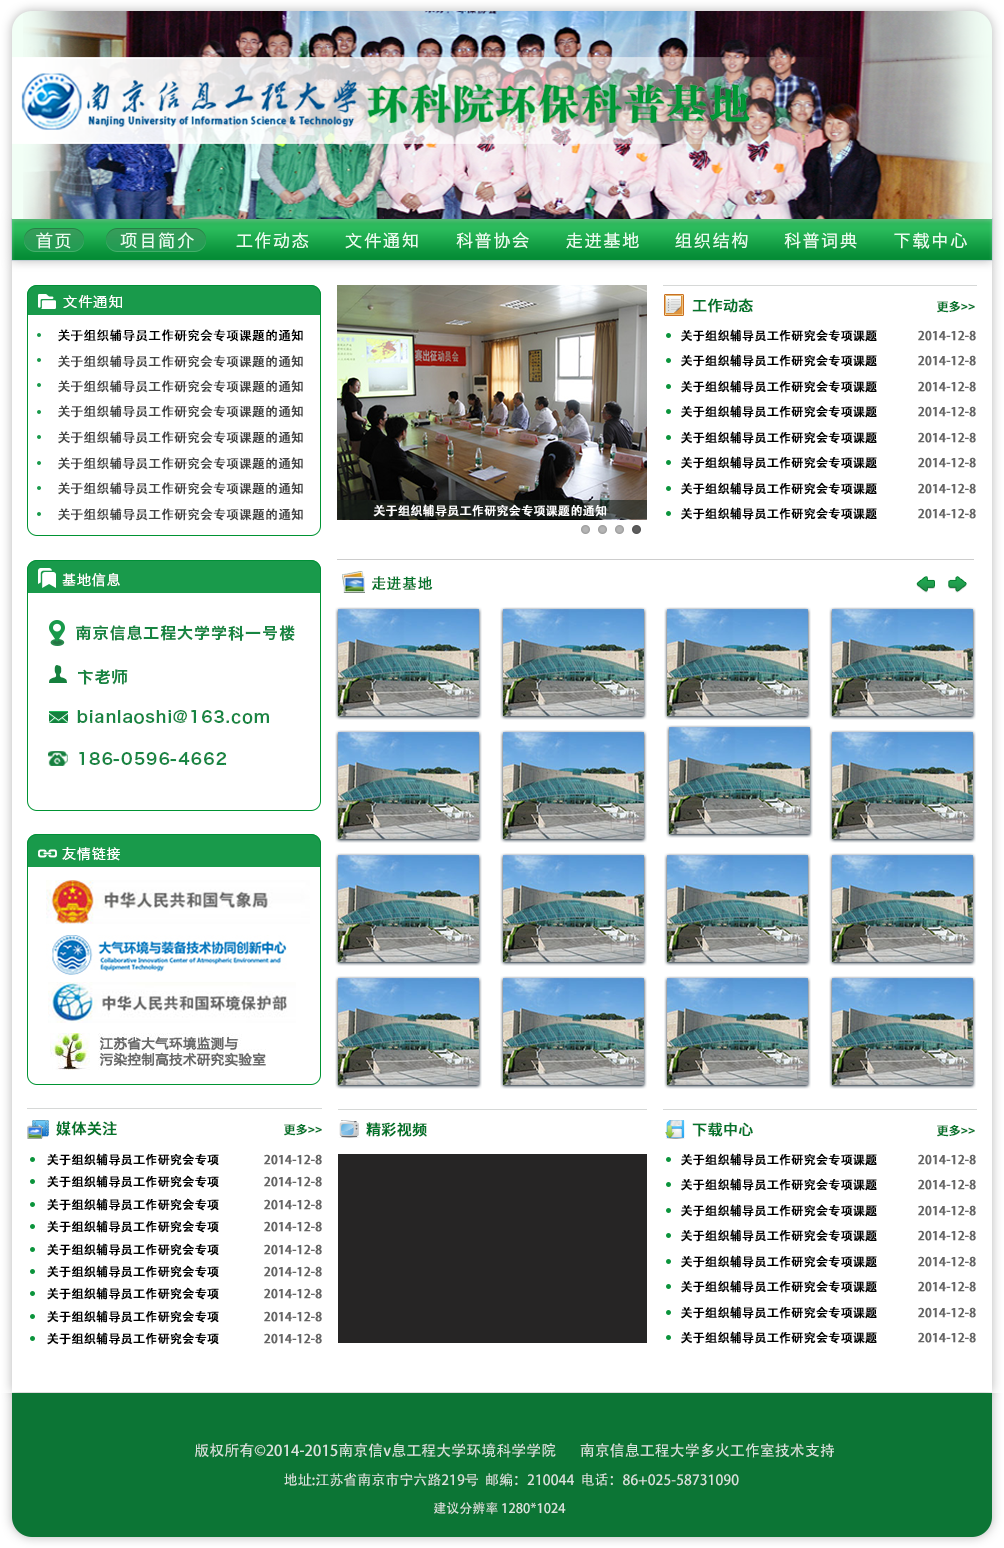 南京信息工程大学
Nanjing University of Information Science & Technology
环科院环保科普基地
首页 项目简介 工作动态 文件通知 科普协会 走进基地 组织结构 科普词典 下载中心
文件通知
关于组织辅导员工作研究会专项课题的通知
关于组织辅导员工作研究会专项课题的通知
关于组织辅导员工作研究会专项课题的通知
关于组织辅导员工作研究会专项课题的通知
关于组织辅导员工作研究会专项课题的通知
关于组织辅导员工作研究会专项课题的通知
关于组织辅导员工作研究会专项课题的通知
关于组织辅导员工作研究会专项课题的通知
赛出征动员会
关于组织辅导员工作研究会专项课题的通知
工作动态 更多>>
关于组织辅导员工作研究会专项课题 2014-12-8
关于组织辅导员工作研究会专项课题 2014-12-8
关于组织辅导员工作研究会专项课题 2014-12-8
关于组织辅导员工作研究会专项课题 2014-12-8
关于组织辅导员工作研究会专项课题 2014-12-8
关于组织辅导员工作研究会专项课题 2014-12-8
关于组织辅导员工作研究会专项课题 2014-12-8
关于组织辅导员工作研究会专项课题 2014-12-8
基地信息
南京信息工程大学学科一号楼
卞老师
bianlaoshi@163.com
186-0596-4662
走进基地
友情链接
中华人民共和国气象局
大气环境与装备技术协同创新中心
Collaborative Innovation Center of Atmospheric Environment and
Equipment Technology
中华人民共和国环境保护部
江苏省大气环境监测与
污染控制高技术研究实验室
媒体关注 更多>>
关于组织辅导员工作研究会专项 2014-12-8
关于组织辅导员工作研究会专项 2014-12-8
关于组织辅导员工作研究会专项 2014-12-8
关于组织辅导员工作研究会专项 2014-12-8
关于组织辅导员工作研究会专项 2014-12-8
关于组织辅导员工作研究会专项 2014-12-8
关于组织辅导员工作研究会专项 2014-12-8
关于组织辅导员工作研究会专项 2014-12-8
关于组织辅导员工作研究会专项 2014-12-8
精彩视频
下载中心 更多>>
关于组织辅导员工作研究会专项课题 2014-12-8
关于组织辅导员工作研究会专项课题 2014-12-8
关于组织辅导员工作研究会专项课题 2014-12-8
关于组织辅导员工作研究会专项课题 2014-12-8
关于组织辅导员工作研究会专项课题 2014-12-8
关于组织辅导员工作研究会专项课题 2014-12-8
关于组织辅导员工作研究会专项课题 2014-12-8
关于组织辅导员工作研究会专项课题 2014-12-8
版权所有©2014-2015南京信v息工程大学环境科学学院 南京信息工程大学多火工作室技术支持
地址:江苏省南京市宁六路219号 邮编：210044 电话：86+025-58731090
建议分辨率 1280*1024